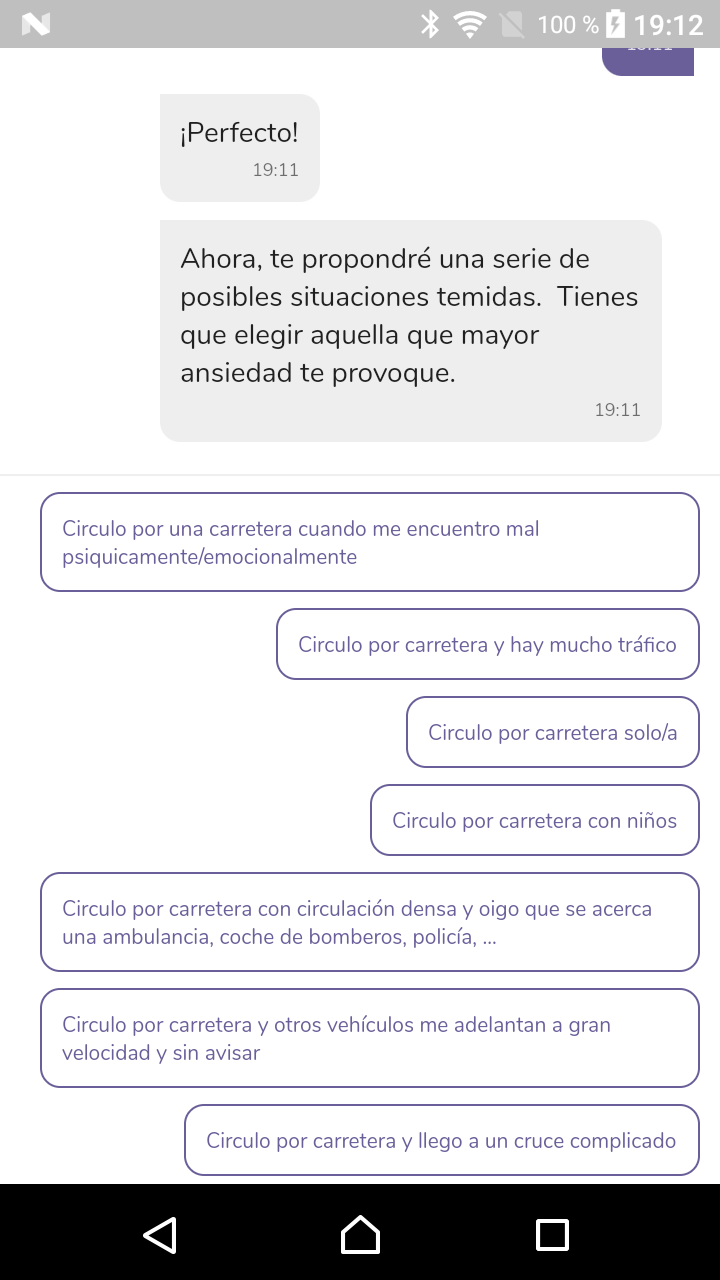 100 % 19:12
¡Perfecto!
19:11
Ahora, te propondré una serie de
posibles situaciones temidas.  Tienes
que elegir aquella que mayor
ansiedad te provoque.
19:11
Circulo por una carretera cuando me encuentro mal
psiquicamente/emocionalmente
Circulo por carretera y hay mucho tráfico
Circulo por carretera solo/a
Circulo por carretera con niños
Circulo por carretera con circulación densa y oigo que se acerca
una ambulancia, coche de bomberos, policía, ...
Circulo por carretera y otros vehículos me adelantan a gran
velocidad y sin avisar
Circulo por carretera y llego a un cruce complicado